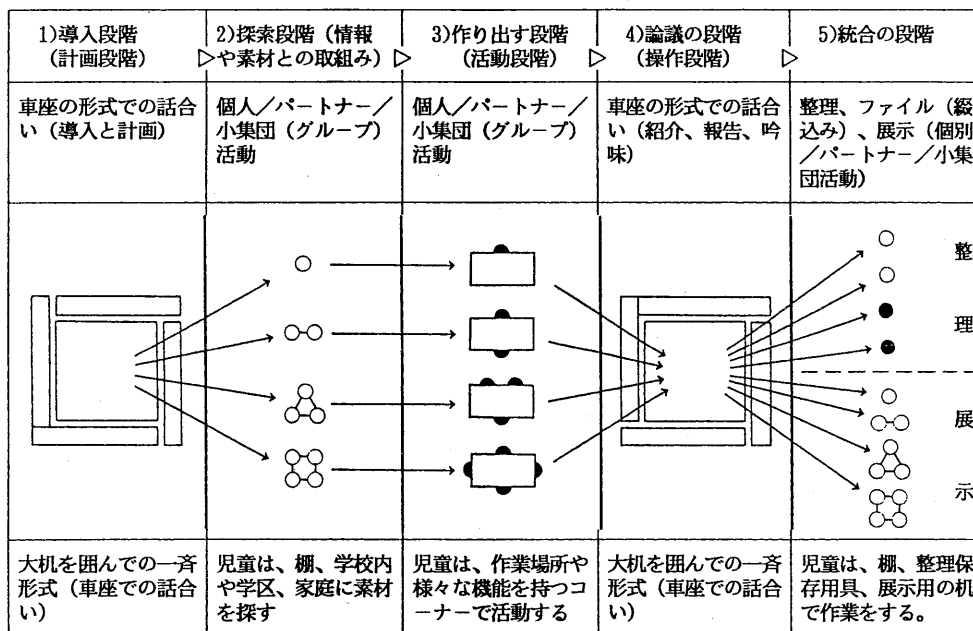 1)導入段階
(計画段階)
2)探索段階(情報
や素材との取組み)
3)作り出す段階
(活動段階)
4)論議の段階
(操作段階)
5)統合の段階
車座の形式での話合
い(導入と計画)
個人/パートナー/
小集団(グループ)
活動
個人/パートナー/
小集団(グループ)
活動
車座の形式での話合
い(紹介、報告、吟
味)
整理、ファイル(綴
込み)、展示(個別
/パートナー/小集
団活動)
整
理
展
示
大机を囲んでの一斉
形式(車座での話合
い)
児童は、棚、学校内
や学区、家庭に素材
を探す
児童は、作業場所や
様々な機能を持つコ
ーナーで活動する
大机を囲んでの一斉
形式(車座での話合
い)
児童は、棚、整理保
存用具、展示用の机
で作業をする。